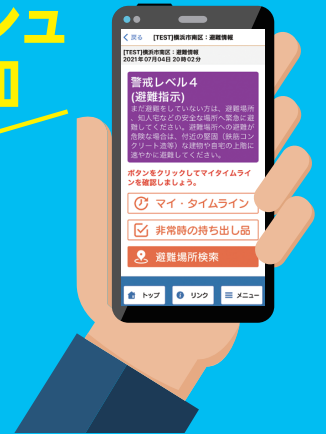 シュ
加
戻る [TEST]横浜市南区：避難情報
[TEST]横浜市南区：避難情報
2021年07月04日 20時02分
警戒レベル４
(避難指示)
まだ避難をしていない方は、避難場所
、知人宅などの安全な場所へ緊急に避
難してください。避難場所への避難が
危険な場合は、付近の堅固（鉄筋コン
クリート造等）な建物や自宅の上階に
速やかに避難してください。
ボタンをクリックしてマイタイムライ
ンを確認しましょう。
マイ・タイムライン
非常時の持ち出し品
避難場所検索
トップ リンク メニュー